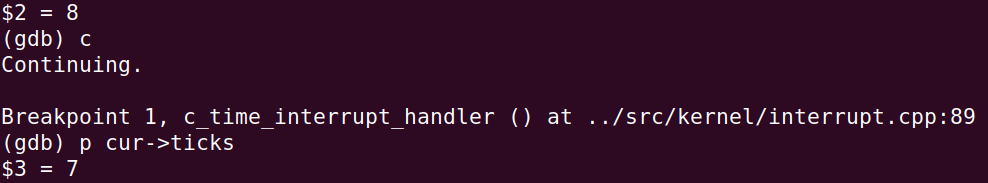 $2 = 8
(gdb) c
Continuing.
Breakpoint 1, c_time_interrupt_handler () at ../src/kernel/interrupt.cpp:89
(gdb) p cur->ticks
$3 = 7